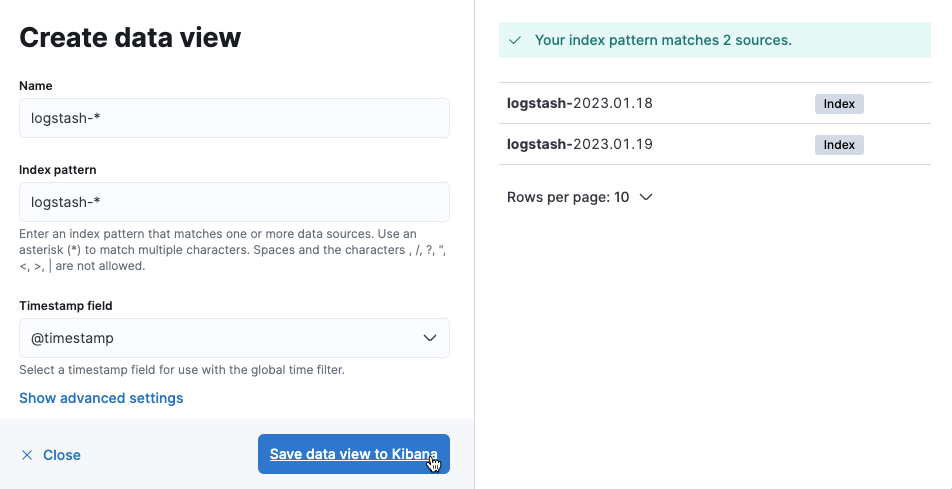 Create data view
Name
logstash-*
Index pattern
logstash-*
Enter an index pattern that matches one or more data sources. Use an
asterisk (*) to match multiple characters. Spaces and the characters , /, ?, ",
<, >, | are not allowed.
Timestamp field
@timestamp
Select a timestamp field for use with the global time filter.
Show advanced settings
Close
Save data view to Kibana
Your index pattern matches 2 sources.
logstash-2023.01.18 Index
logstash-2023.01.19 Index
Rows per page: 10